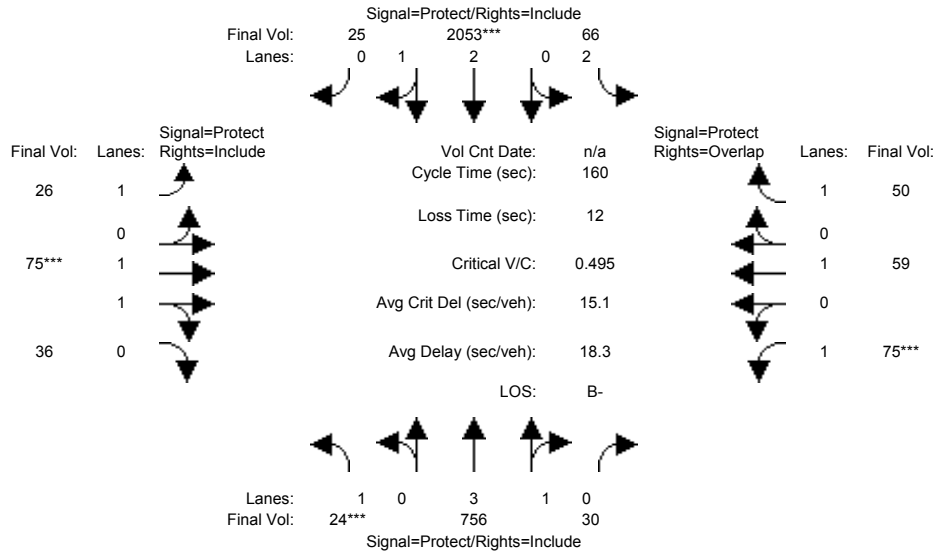 Signal=Protect/Rights=Include
Final Vol: 25 2053*** 66
Lanes: 0 1 2 0 2
Signal=Protect
Final Vol: Lanes: Rights=Include
Vol Cnt Date: n/a
Signal=Protect
Rights=Overlap Lanes: Final Vol:
Cycle Time (sec): 160
26 1
1 50
Loss Time (sec): 12
0
0
75*** 1
Critical V/C: 0.495
1 59
1
Avg Crit Del (sec/veh): 15.1
0
36 0
Avg Delay (sec/veh): 18.3
1 75***
LOS: B-
Lanes: 1 0 3 1 0
Final Vol: 24*** 756 30
Signal=Protect/Rights=Include